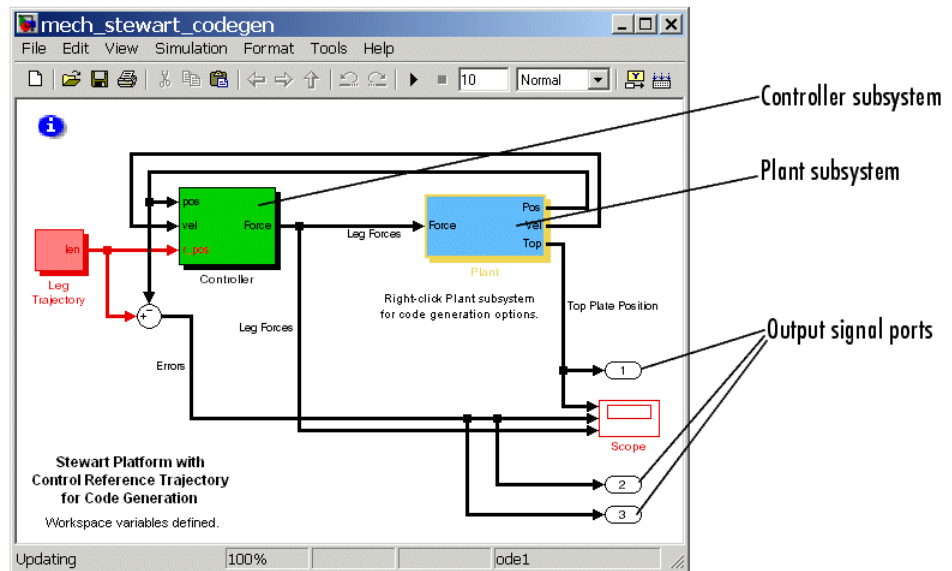 mech_stewart_codegen
File Edit View Simulation Format Tools Help
10 Normal
Controller subsystem
Plant subsystem
Output signal ports
pos
vel
r_pos
Force
Controller
len
Leg
Trajectory
Leg Forces
Force
Pos
Vel
Top
Plant
Right-click Plant subsystem
for code generation options.
Top Plate Position
Leg Forces
Errors
+
-
1
Scope
2
3
Stewart Platform with
Control Reference Trajectory
for Code Generation
Workspace variables defined.
Updating 100% ode1